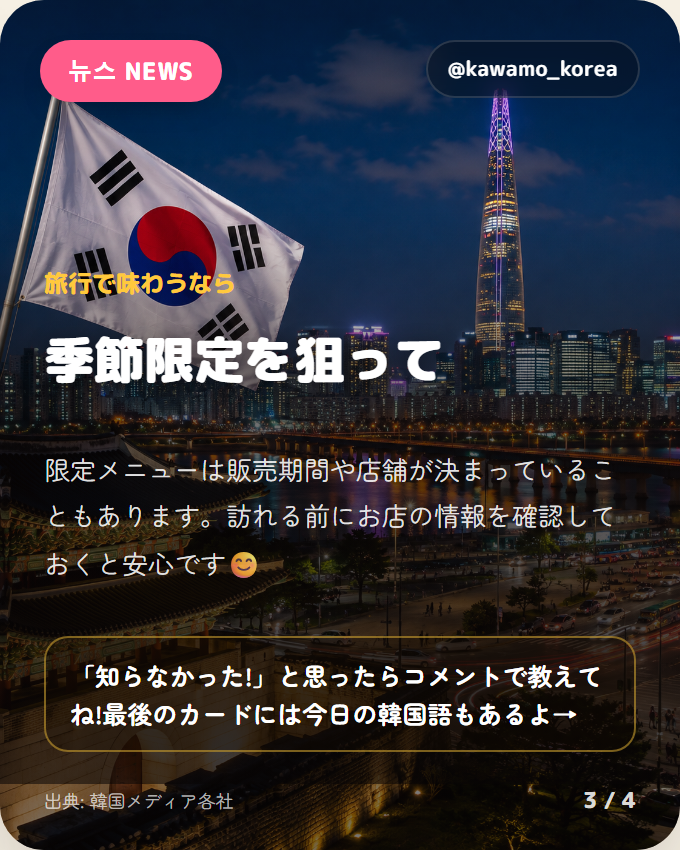 뉴스 NEWS
@kawamo_korea
旅行で味わうなら
季節限定を狙って
限定メニューは販売期間や店舗が決まっているこ
ともあります。訪れる前にお店の情報を確認して
おくと安心です😊
「知らなかった!」と思ったらコメントで教えて
ね!最後のカードには今日の韓国語もあるよ→
出典: 韓国メディア各社
3 / 4